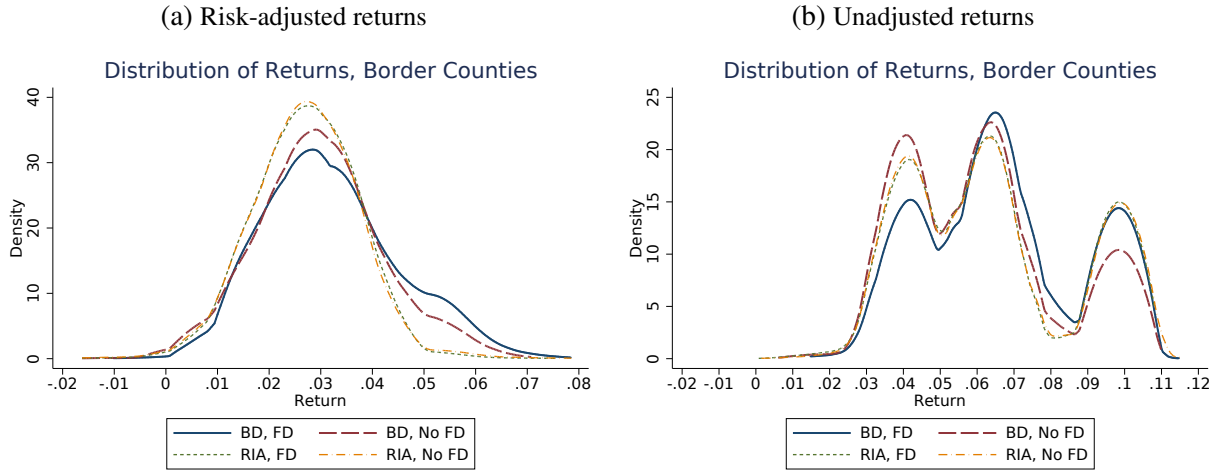 (a) Risk-adjusted returns
Distribution of Returns, Border Counties
40
30
20
10
0
Density
-.02 -.01 0 .01 .02 .03 .04 .05 .06 .07 .08
Return
BD, FD BD, No FD
RIA, FD RIA, No FD
(b) Unadjusted returns
Distribution of Returns, Border Counties
25
20
15
10
5
0
Density
-.02 -.01 0 .01 .02 .03 .04 .05 .06 .07 .08 .09 .1 .11 .12
Return
BD, FD BD, No FD
RIA, FD RIA, No FD